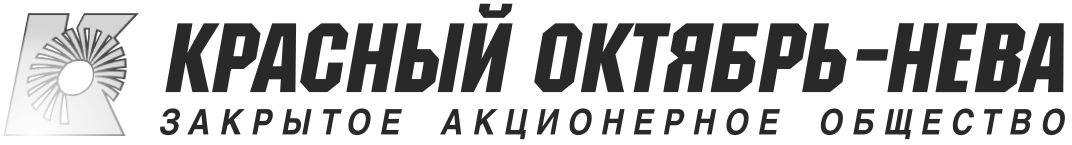 КРАСНЫЙ ОКТЯБРЬ-НЕВА
ЗАКРЫТОЕ АКЦИОНЕРНОЕ ОБЩЕСТВО